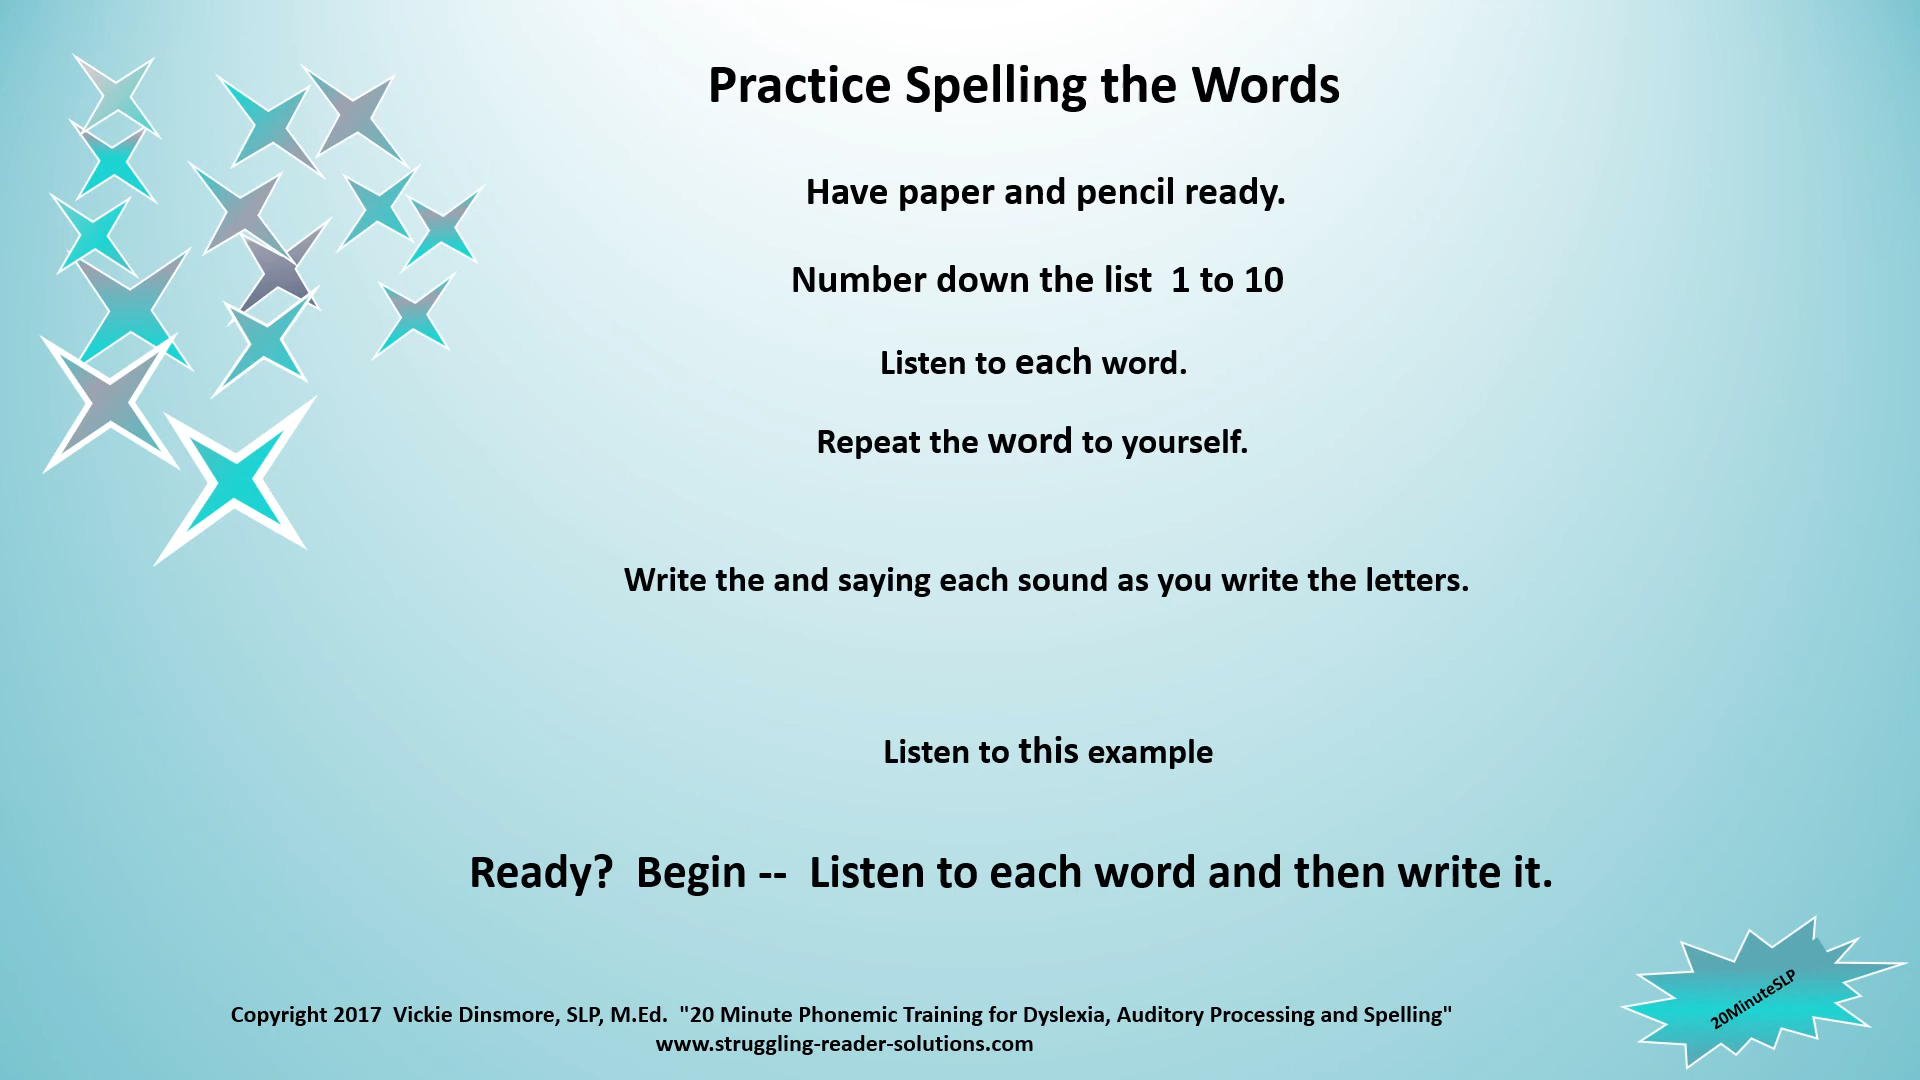 Practice Spelling the Words
Have paper and pencil ready.
Number down the list  1 to 10
Listen to each word.
Repeat the word to yourself.
Write the and saying each sound as you write the letters.
Listen to this example
Ready?  Begin --  Listen to each word and then write it.
20MinuteSLP
Copyright 2017  Vickie Dinsmore, SLP, M.Ed.  "20 Minute Phonemic Training for Dyslexia, Auditory Processing and Spelling"
www.struggling-reader-solutions.com